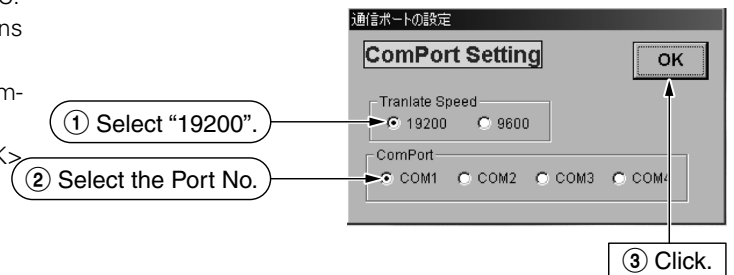 ns
m-
K>
① Select “19200”.
② Select the Port No.
通信ポートの設定
ComPort Setting
OK
Tranlate Speed
19200 9600
ComPort
COM1 COM2 COM3 COM4
③ Click.